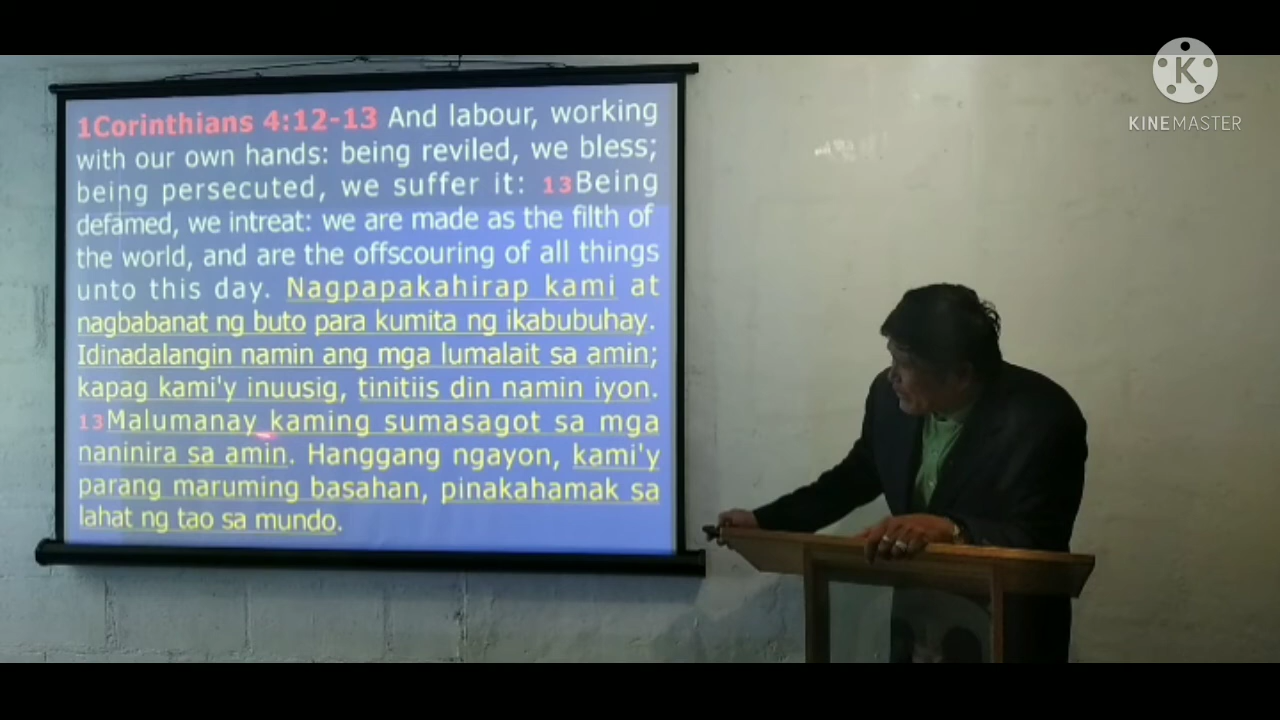 1Corinthians 4:12-13 And labour, working
with our own hands: being reviled, we bless;
being persecuted, we suffer it: 13Being
defamed, we intreat: we are made as the filth of
the world, and are the offscouring of all things
unto this day. Nagpapakahirap kami at
nagbabanat ng buto para kumita ng ikabubuhay.
Idinadalangin namin ang mga lumalait sa amin;
kapag kami'y inuusig, tinitiis din namin iyon.
13Malumanay kaming sumasagot sa mga
naninira sa amin. Hanggang ngayon, kami'y
parang maruming basahan, pinakahamak sa
lahat ng tao sa mundo.
K
KINEMASTER